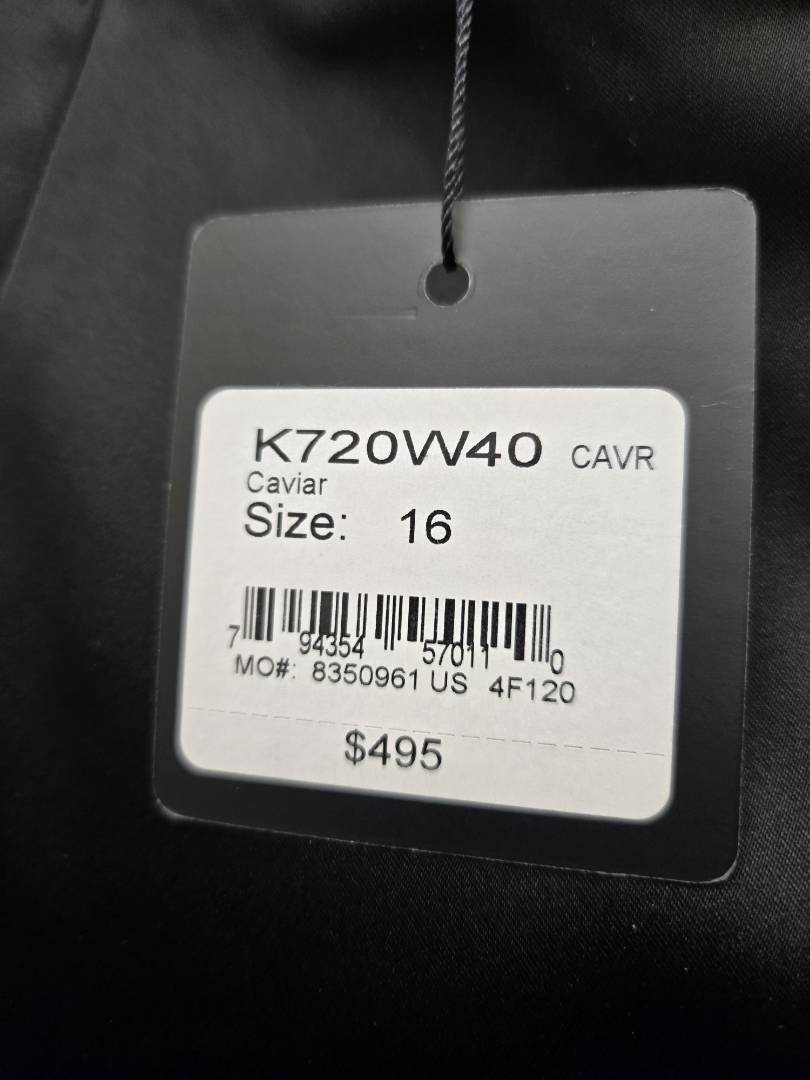 K720W40 CAVR
Caviar
Size: 16
7 94354 57011 0
MO#: 8350961 US 4F120
$495